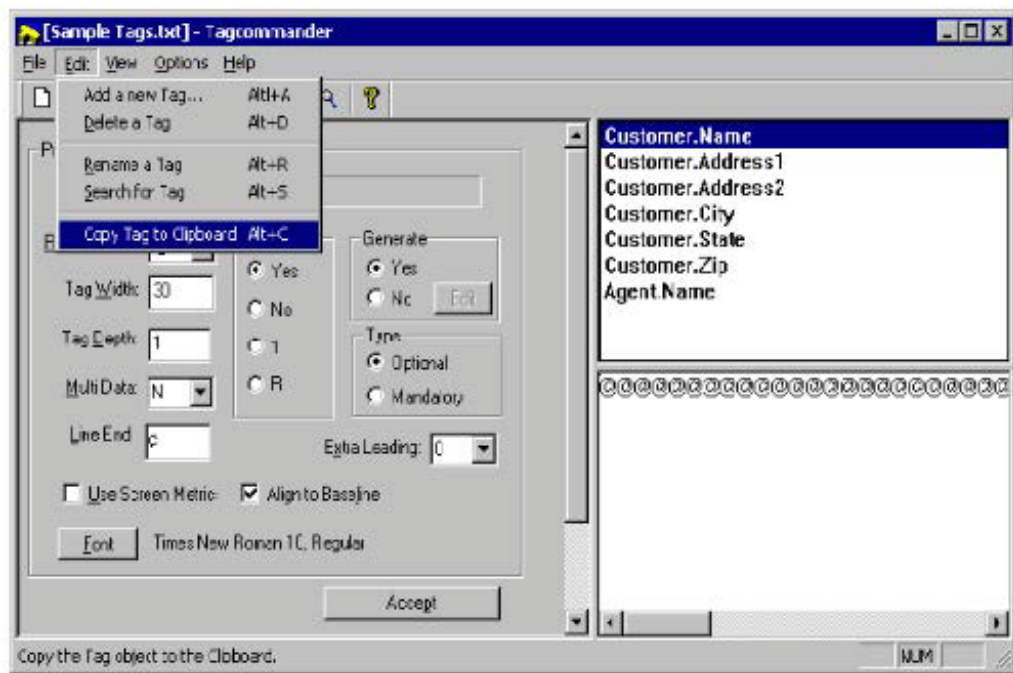 [Sample Tags.txt] - Tagcommander
File Edit View Options Help
Add a new Tag... Alt+A
Delete a Tag Alt+D
Rename a Tag Alt+R
Search for Tag Alt+S
Copy Tag to Clipboard Alt+C
Customer.Name
Customer.Address1
Customer.Address2
Customer.City
Customer.State
Customer.Zip
Agent.Name
Generate
Yes
No Edit
Type
Optional
Mandatory
Yes
No
1
R
Tag Width: 30
Tag Depth: 1
Multi Data: N
Line End
Extra Leading: 0
Use Screen Metric Align to Baseline
Font Times New Roman 10, Regular
Accept
@@@@@@@@@@@@@@@@@@@@@@@
Copy the Tag object to the Clipboard.
NUM